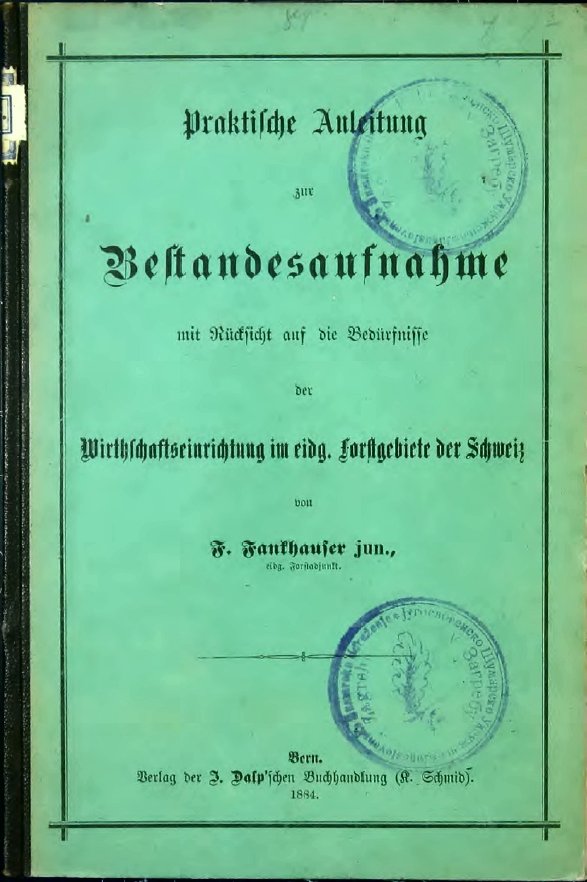 Praktische Anleitung
zur
Bestandesaufnahme
mit Rücksicht auf die Bedürfnisse
der
Wirthschaftseinrichtung im eidg. Forstgebiete der Schweiz
von
F. Fankhauser jun.,
eidg. Forstadjunkt.
Bern.
Verlag der J. Dalp'schen Buchhandlung (K. Schmid).
1884.